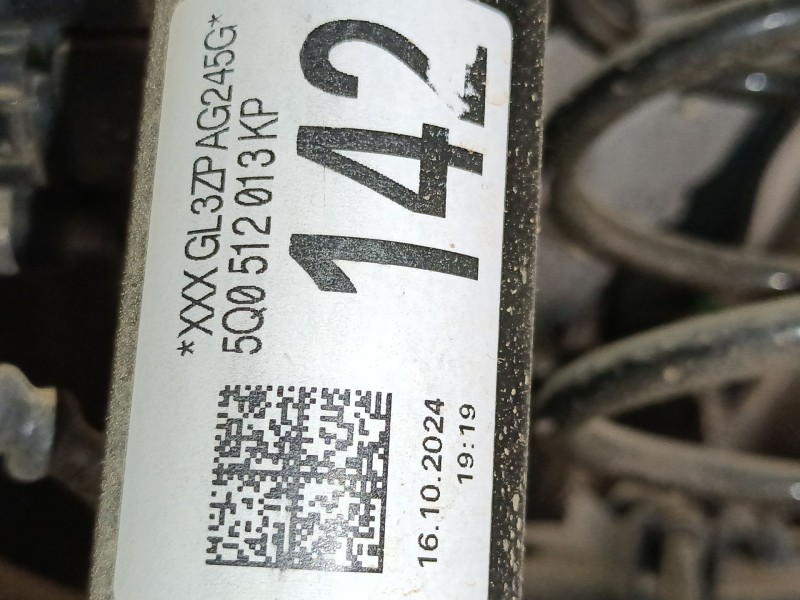 *XXX GL3ZP AG245G*
5Q0 512 013 KP
142
16.10.2024
19:19